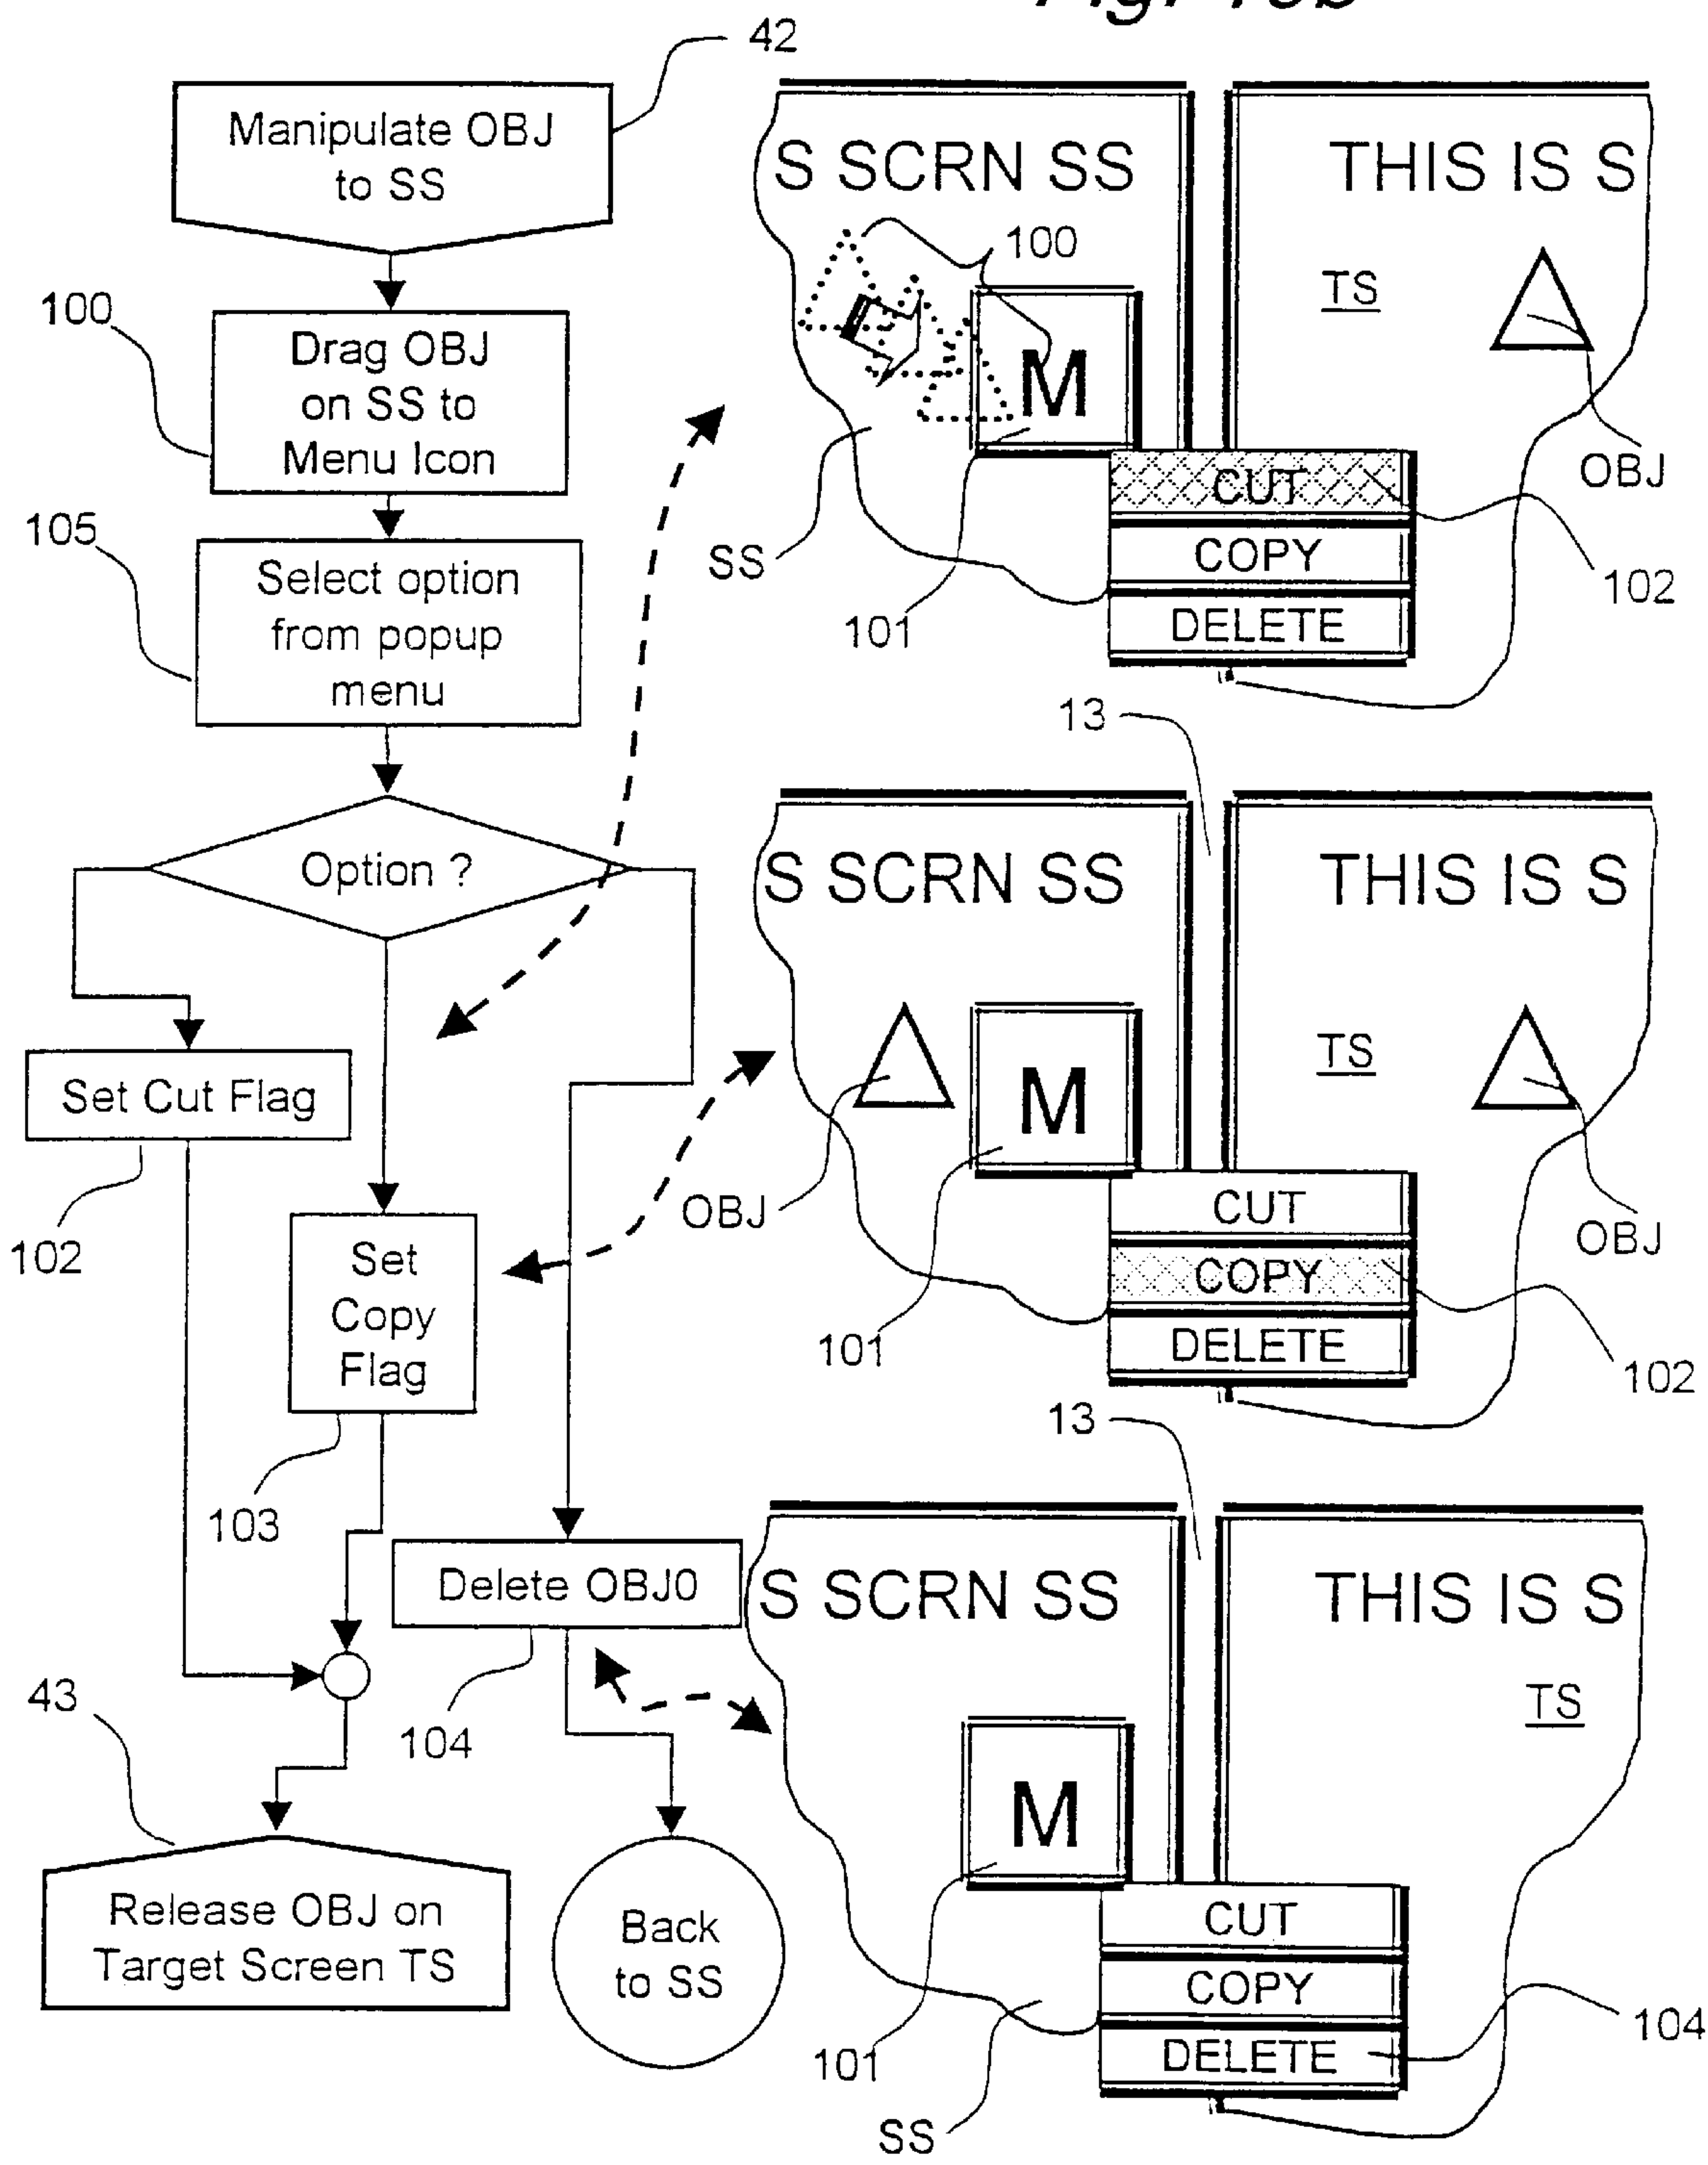 42
Manipulate OBJ
to SS
100
Drag OBJ
on SS to
Menu Icon
105
Select option
from popup
menu
Option ?
Set Cut Flag
102
Set
Copy
Flag
103
Delete OBJ0
104
43
Release OBJ on
Target Screen TS
Back
to SS
S SCRN SS
THIS IS S
100
TS
M
OBJ
CUT
COPY
DELETE
SS
101
102
13
S SCRN SS
THIS IS S
TS
M
OBJ
OBJ
CUT
COPY
DELETE
101
102
13
S SCRN SS
THIS IS S
TS
M
CUT
COPY
DELETE
101
104
SS